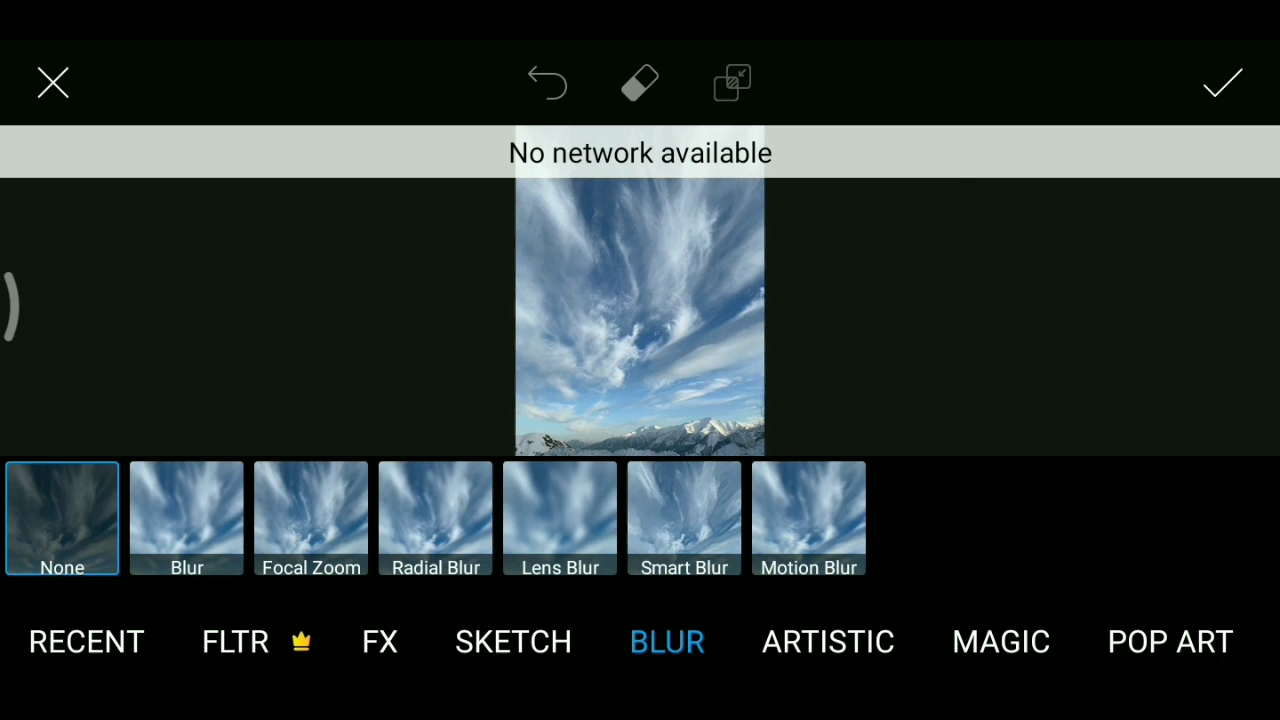 No network available
None
Blur
Focal Zoom
Radial Blur
Lens Blur
Smart Blur
Motion Blur
RECENT
FLTR
FX
SKETCH
BLUR
ARTISTIC
MAGIC
POP ART